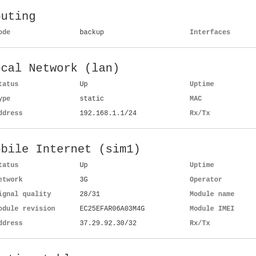 uting
ode backup Interfaces
cal Network (lan)
tatus Up Uptime
ype static MAC
ddress 192.168.1.1/24 Rx/Tx
bile Internet (sim1)
tatus Up Uptime
etwork 3G Operator
ignal quality 28/31 Module name
odule revision EC25EFAR06A03M4G Module IMEI
ddress 37.29.92.30/32 Rx/Tx